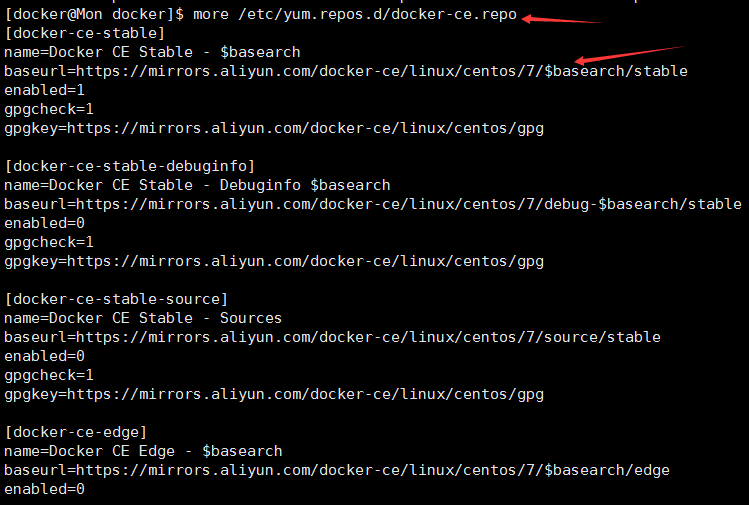 [docker@Mon docker]$ more /etc/yum.repos.d/docker-ce.repo
[docker-ce-stable]
name=Docker CE Stable - $basearch
baseurl=https://mirrors.aliyun.com/docker-ce/linux/centos/7/$basearch/stable
enabled=1
gpgcheck=1
gpgkey=https://mirrors.aliyun.com/docker-ce/linux/centos/gpg
[docker-ce-stable-debuginfo]
name=Docker CE Stable - Debuginfo $basearch
baseurl=https://mirrors.aliyun.com/docker-ce/linux/centos/7/debug-$basearch/stable
enabled=0
gpgcheck=1
gpgkey=https://mirrors.aliyun.com/docker-ce/linux/centos/gpg
[docker-ce-stable-source]
name=Docker CE Stable - Sources
baseurl=https://mirrors.aliyun.com/docker-ce/linux/centos/7/source/stable
enabled=0
gpgcheck=1
gpgkey=https://mirrors.aliyun.com/docker-ce/linux/centos/gpg
[docker-ce-edge]
name=Docker CE Edge - $basearch
baseurl=https://mirrors.aliyun.com/docker-ce/linux/centos/7/$basearch/edge
enabled=0